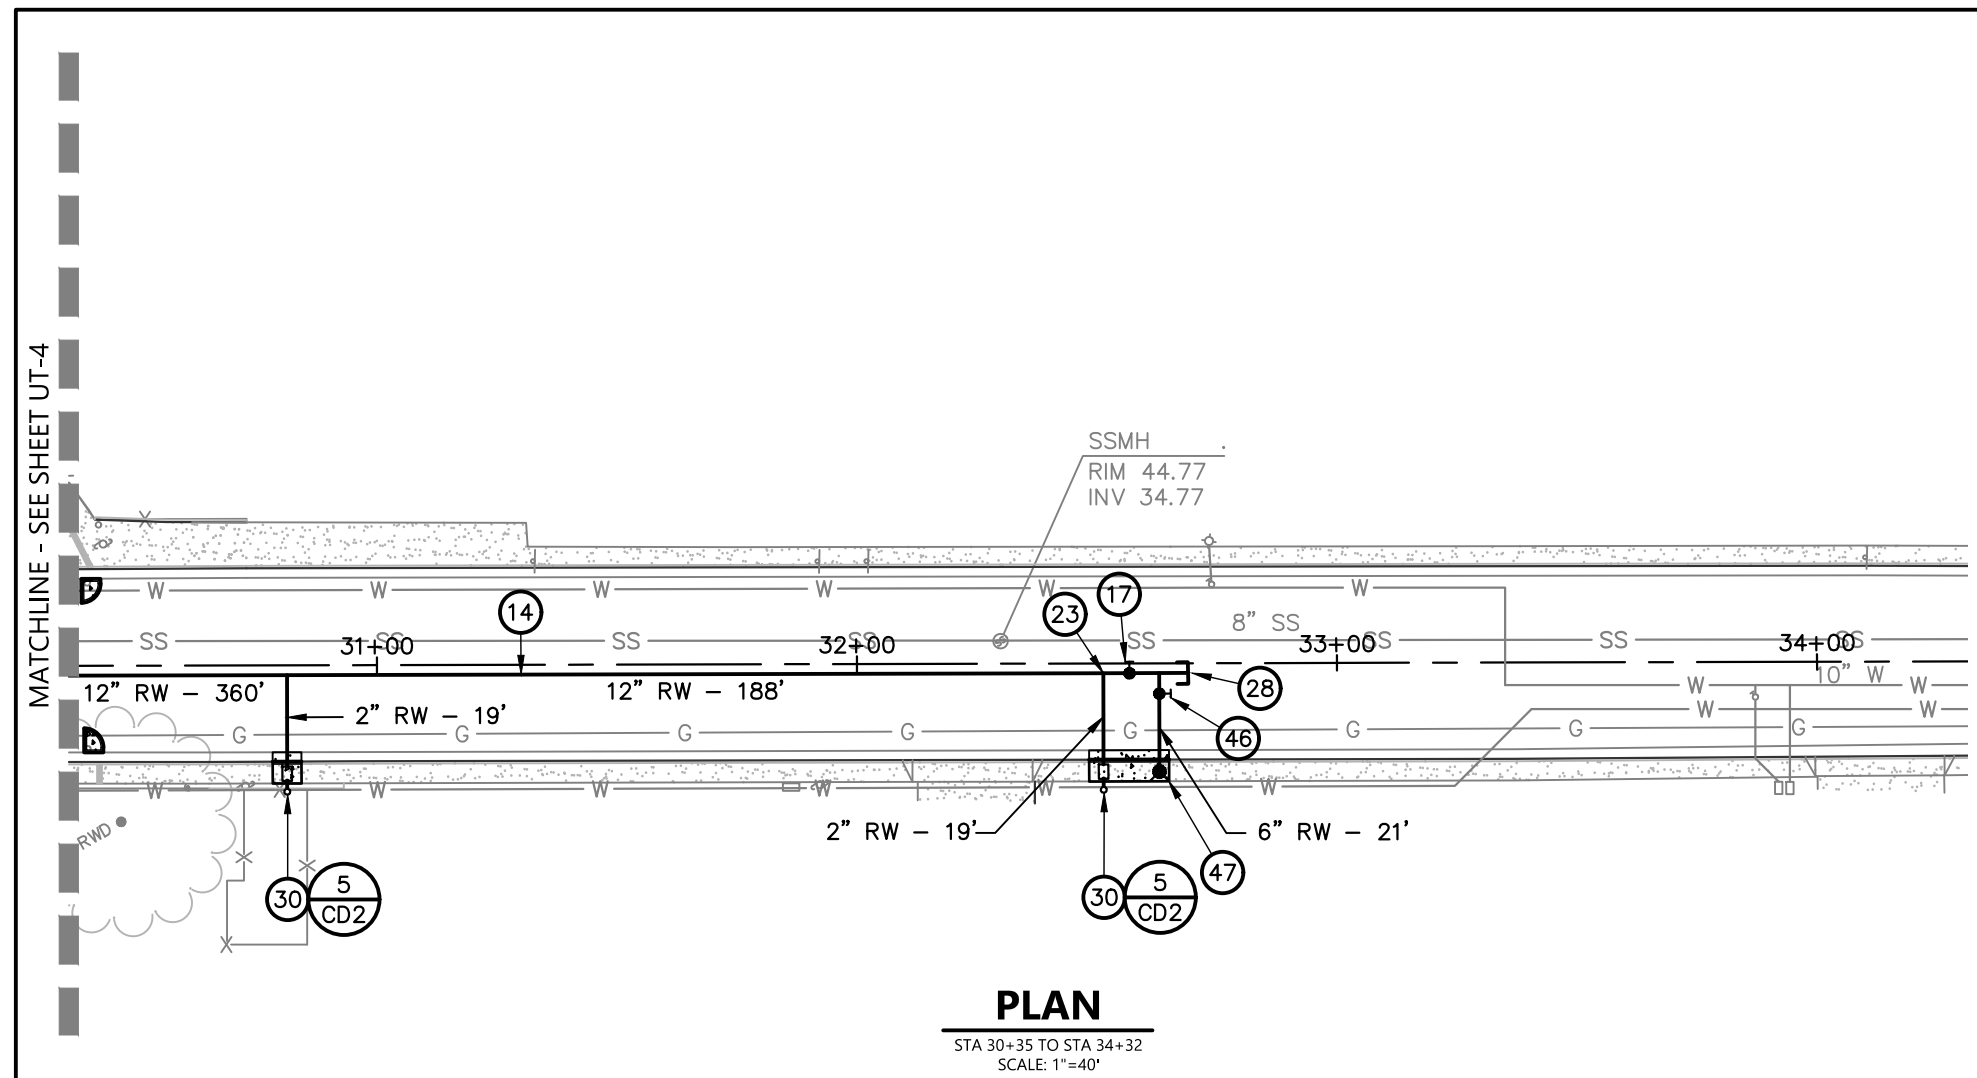 MATCHLINE - SEE SHEET UT-4
SSMH .
RIM 44.77
INV 34.77
W W W W W W
14
23
17
8" SS
SS SS SS SS SS SS SS SS
31+00 32+00 33+00 34+00
10" W
12" RW - 360'
12" RW - 188'
28
W W
2" RW - 19'
W W
G G G G G G G G
46
W W W W W W
RWD
2" RW - 19'
6" RW - 21'
47
30
5
CD2
30
5
CD2
PLAN
STA 30+35 TO STA 34+32
SCALE: 1"=40'